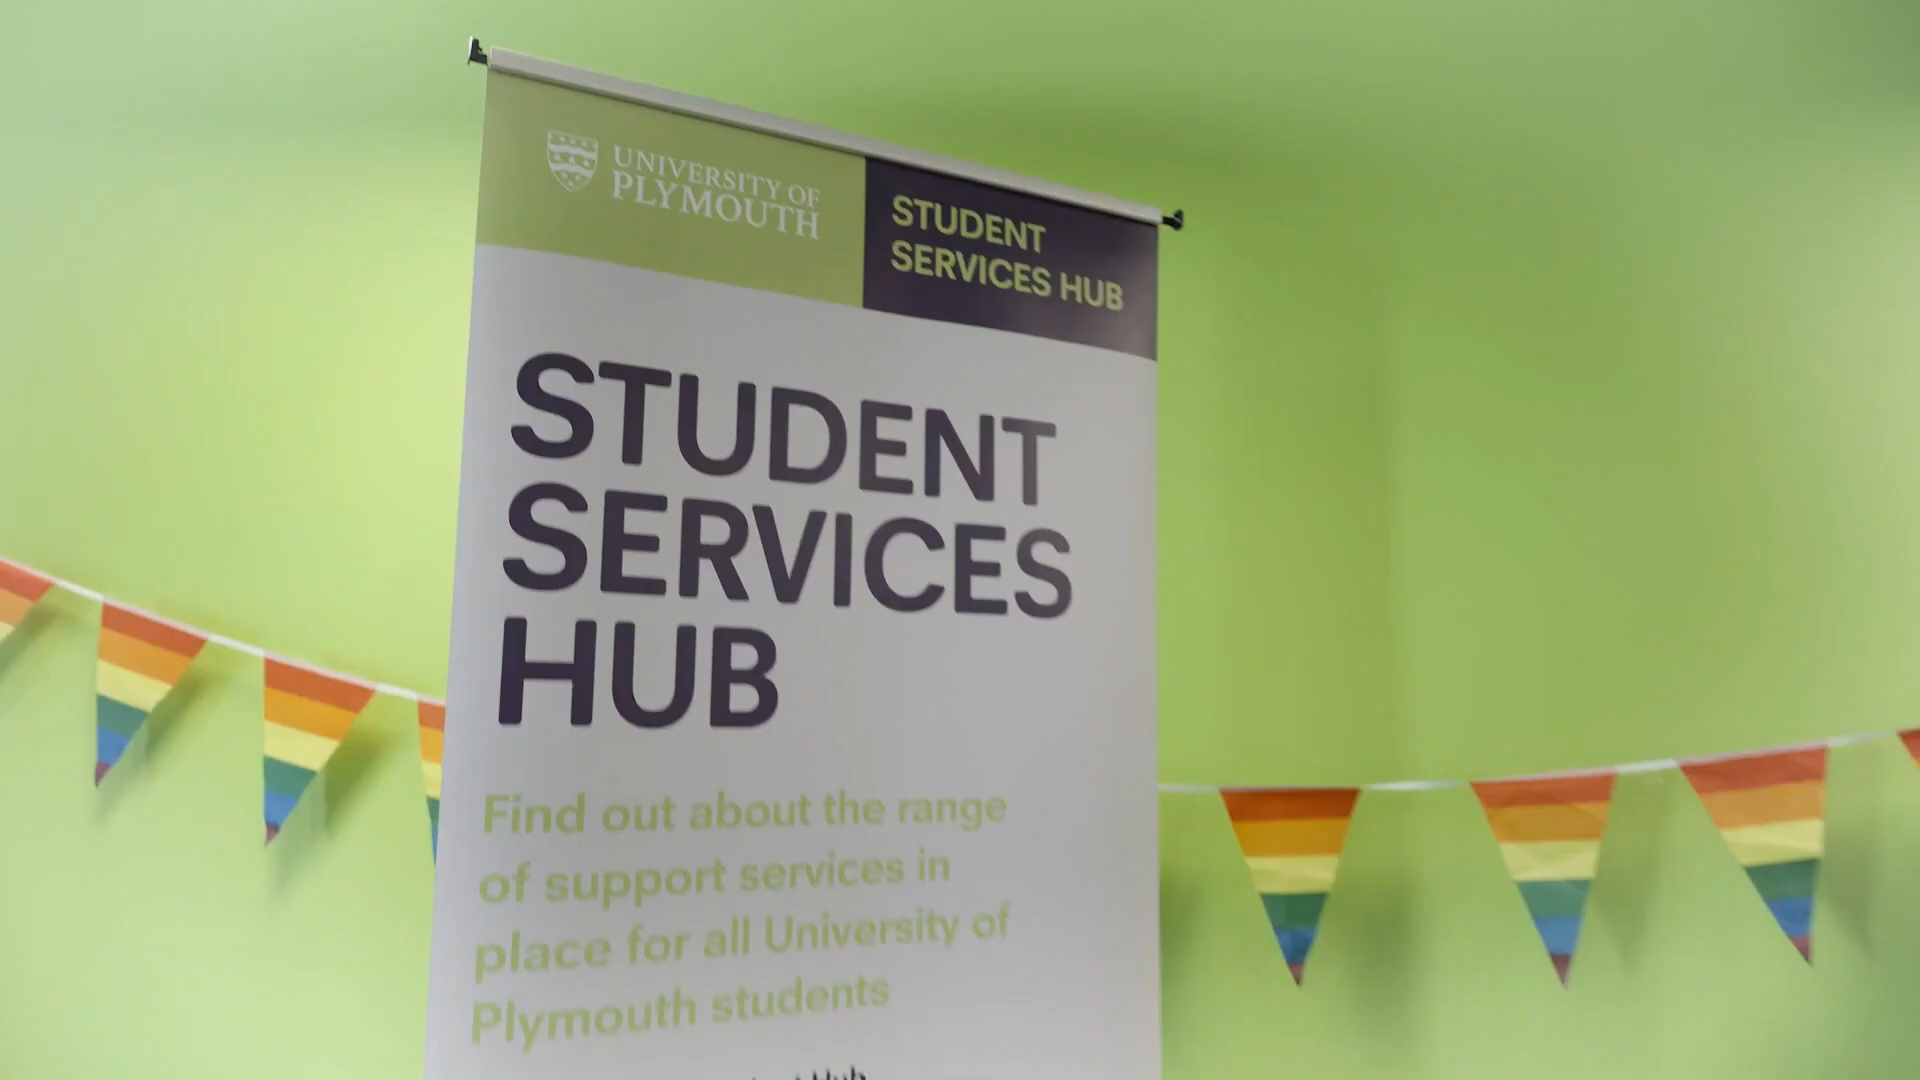 UNIVERSITY OF
PLYMOUTH
STUDENT
SERVICES HUB
STUDENT
SERVICES
HUB
Find out about the range
of support services in
place for all University of
Plymouth students
Hub